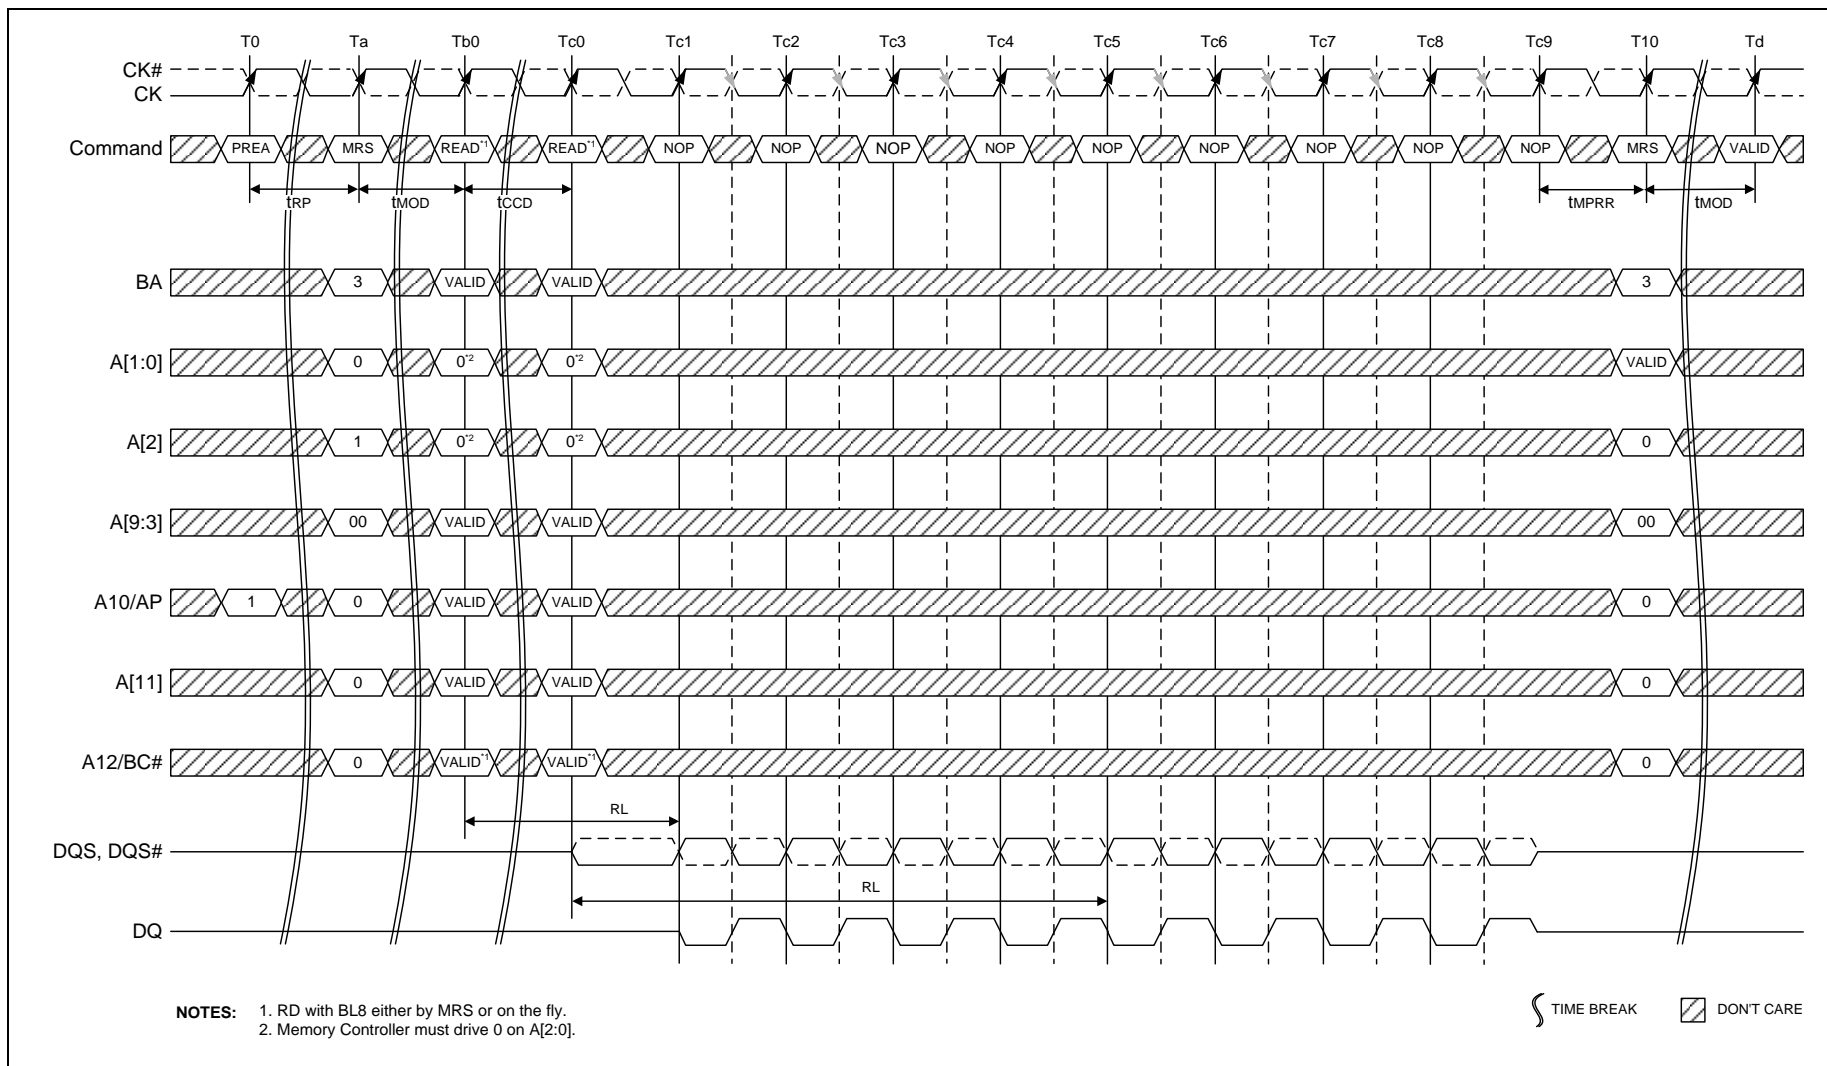 T0 Ta Tb0 Tc0 Tc1 Tc2 Tc3 Tc4 Tc5 Tc6 Tc7 Tc8 Tc9 T10 Td
CK#
CK
Command PREA MRS READ*1 READ*1 NOP NOP NOP NOP NOP NOP NOP NOP NOP MRS VALID
tRP tMOD tCCD tMPRR tMOD
BA 3 VALID VALID 3
A[1:0] 0 0*2 0*2 VALID
A[2] 1 0*2 0*2 0
A[9:3] 00 VALID VALID 00
A10/AP 1 0 VALID VALID 0
A[11] 0 VALID VALID 0
A12/BC# 0 VALID*1 VALID*1 0
RL
DQS, DQS#
RL
DQ
NOTES: 1. RD with BL8 either by MRS or on the fly.
2. Memory Controller must drive 0 on A[2:0].
TIME BREAK DON'T CARE